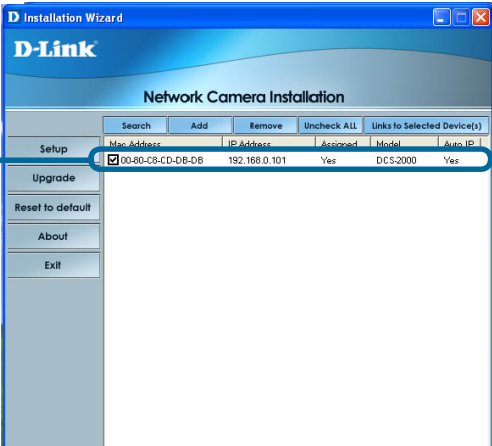 D Installation Wizard
D-Link
Network Camera Installation
Search Add Remove Uncheck ALL Links to Selected Device(s)
Mac Address IP Address Assigned Model Auto IP
Setup
00-80-C8-CD-DB-DB 192.168.0.101 Yes DCS-2000 Yes
Upgrade
Reset to default
About
Exit